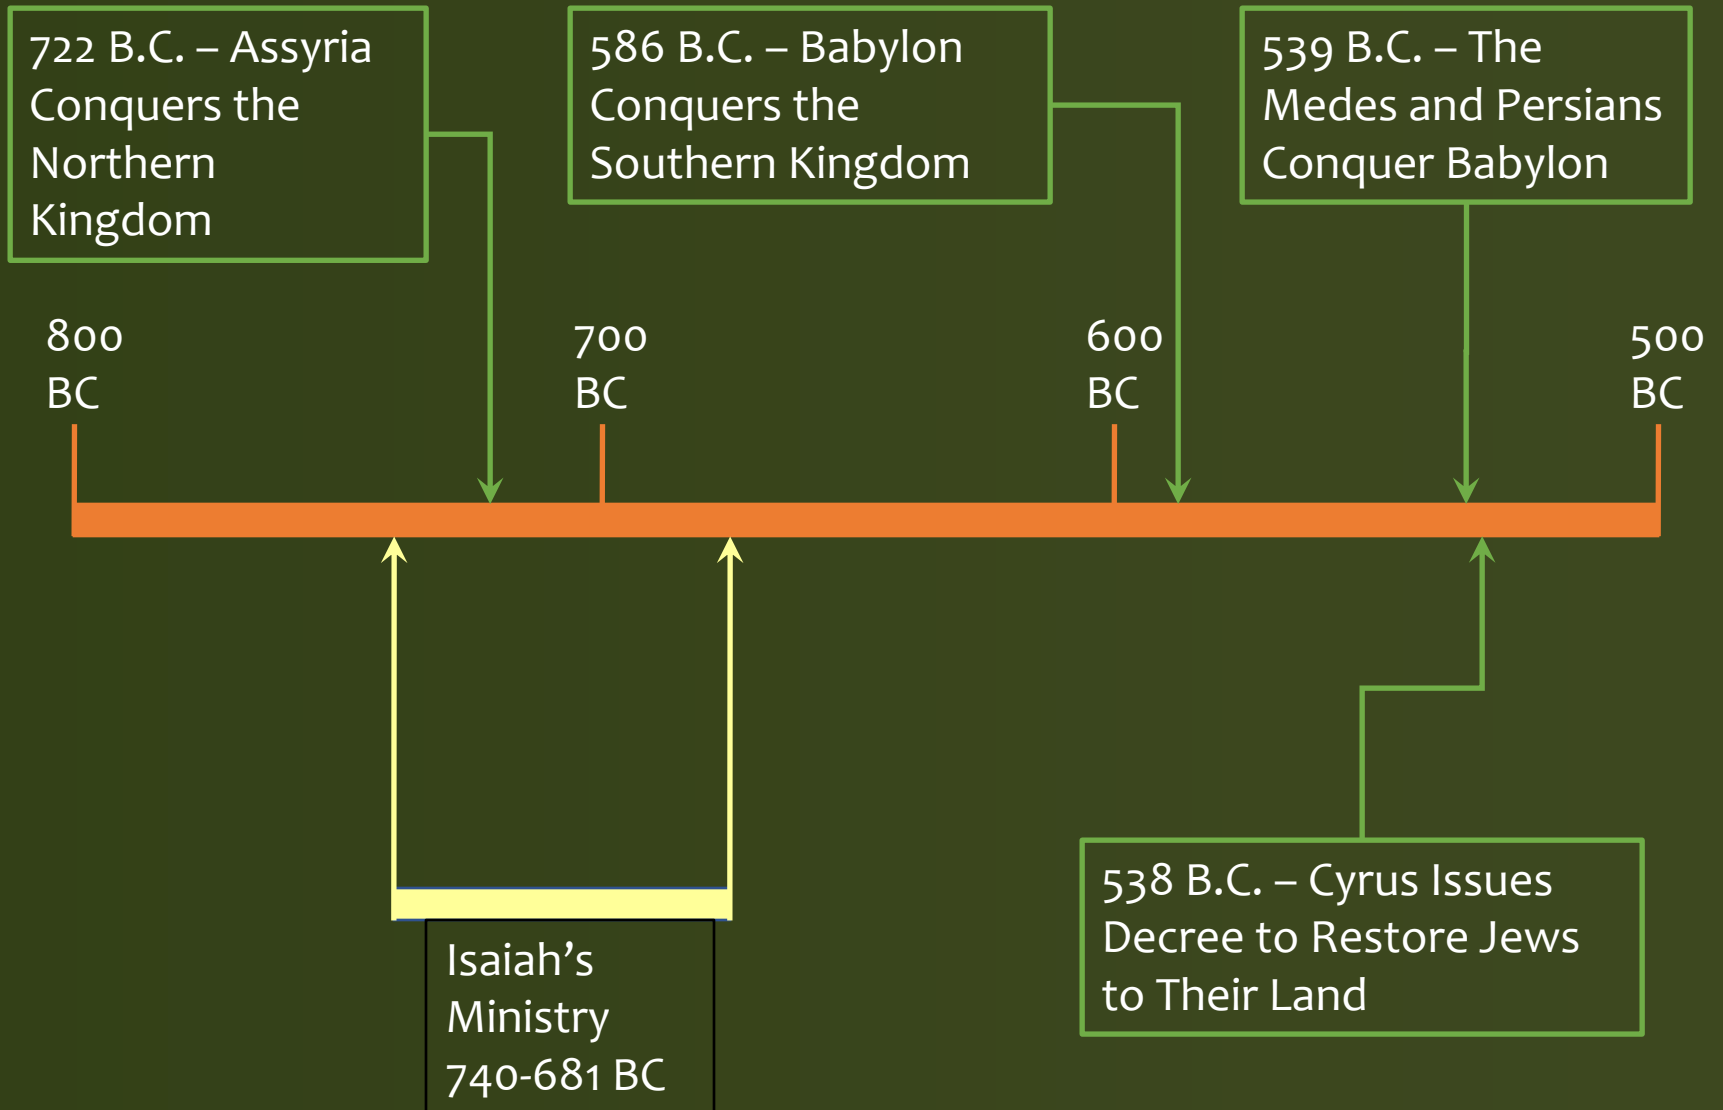 722 B.C. – Assyria
Conquers the
Northern
Kingdom
586 B.C. – Babylon
Conquers the
Southern Kingdom
539 B.C. – The
Medes and Persians
Conquer Babylon
800
BC
700
BC
600
BC
500
BC
Isaiah’s
Ministry
740-681 BC
538 B.C. – Cyrus Issues
Decree to Restore Jews
to Their Land